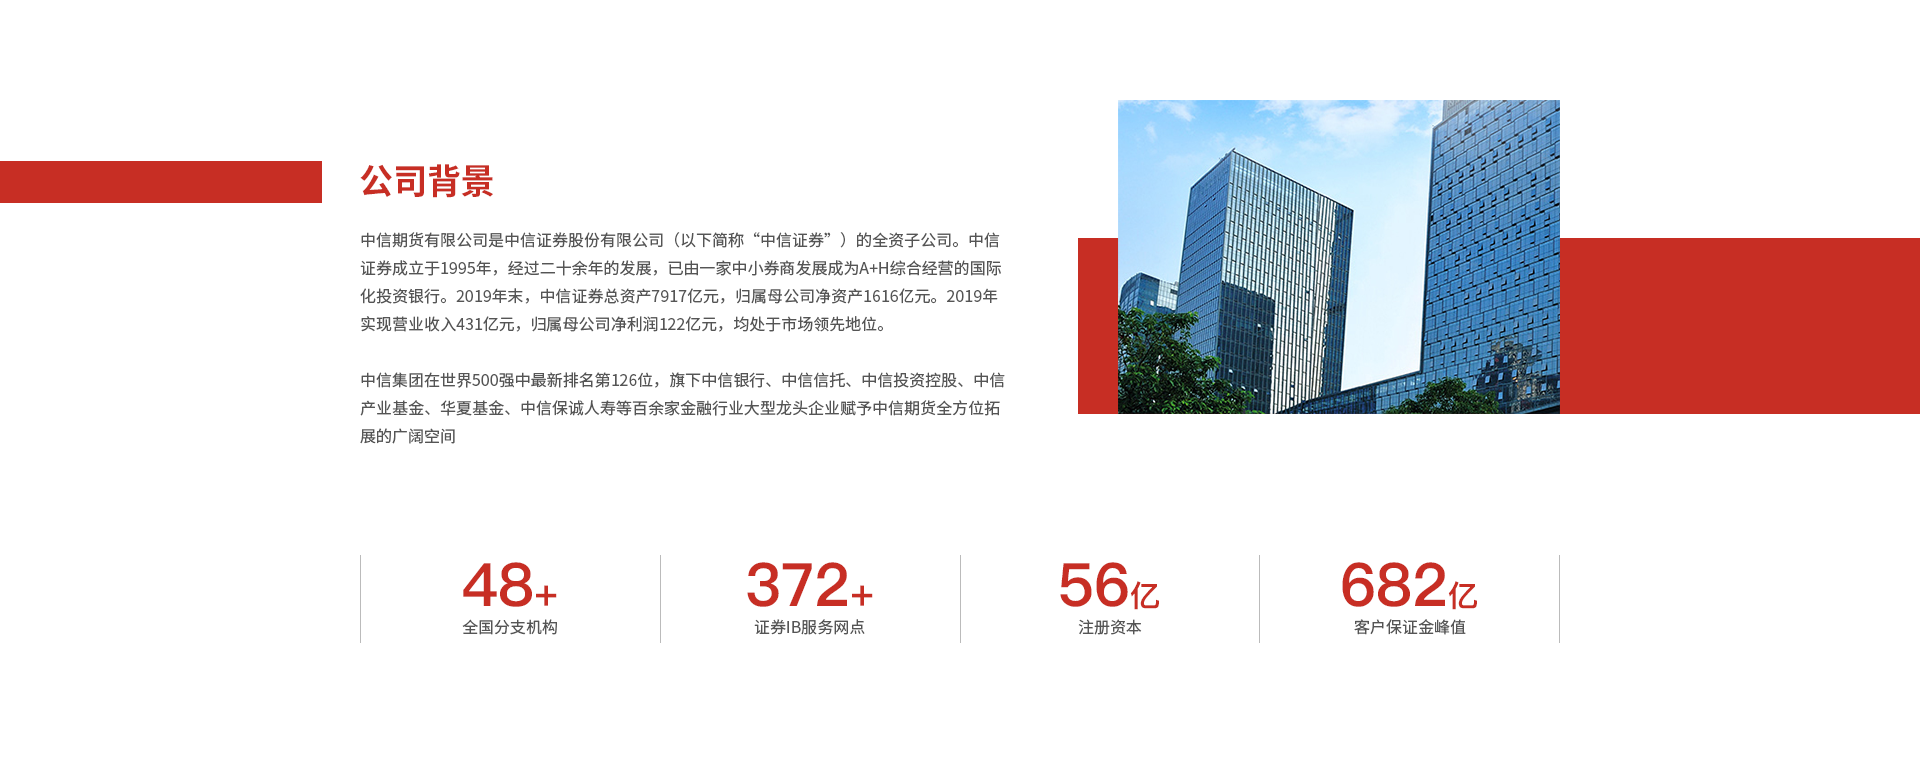 公司背景
中信期货有限公司是中信证券股份有限公司（以下简称“中信证券”）的全资子公司。中信
证券成立于1995年，经过二十余年的发展，已由一家中小券商发展成为A+H综合经营的国际
化投资银行。2019年末，中信证券总资产7917亿元，归属母公司净资产1616亿元。2019年
实现营业收入431亿元，归属母公司净利润122亿元，均处于市场领先地位。
中信集团在世界500强中最新排名第126位，旗下中信银行、中信信托、中信投资控股、中信
产业基金、华夏基金、中信保诚人寿等百余家金融行业大型龙头企业赋予中信期货全方位拓
展的广阔空间
48+
全国分支机构
372+
证券IB服务网点
56亿
注册资本
682亿
客户保证金峰值